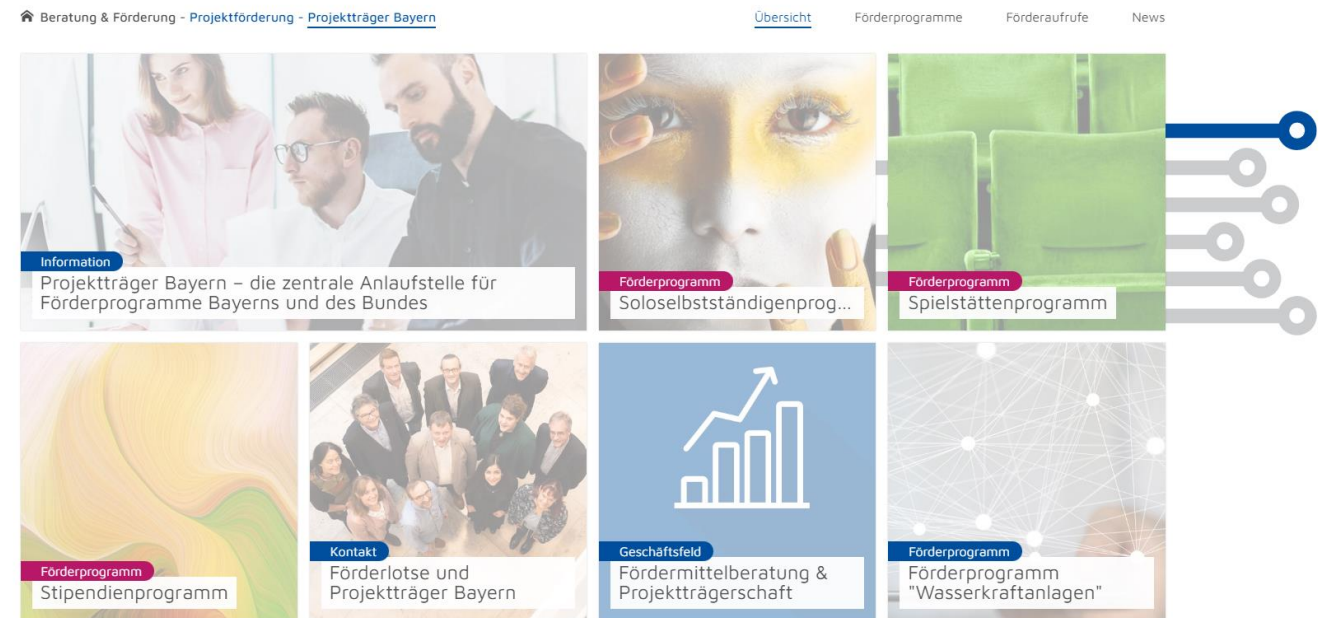 Beratung & Förderung - Projektförderung - Projektträger Bayern
Übersicht Förderprogramme Förderaufrufe News
Information
Projektträger Bayern – die zentrale Anlaufstelle für
Förderprogramme Bayerns und des Bundes
Förderprogramm
Soloselbstständigenprog...
Förderprogramm
Spielstättenprogramm
Förderprogramm
Stipendienprogramm
Kontakt
Förderlotse und
Projektträger Bayern
Geschäftsfeld
Fördermittelberatung &
Projektträgerschaft
Förderprogramm
Förderprogramm
"Wasserkraftanlagen"